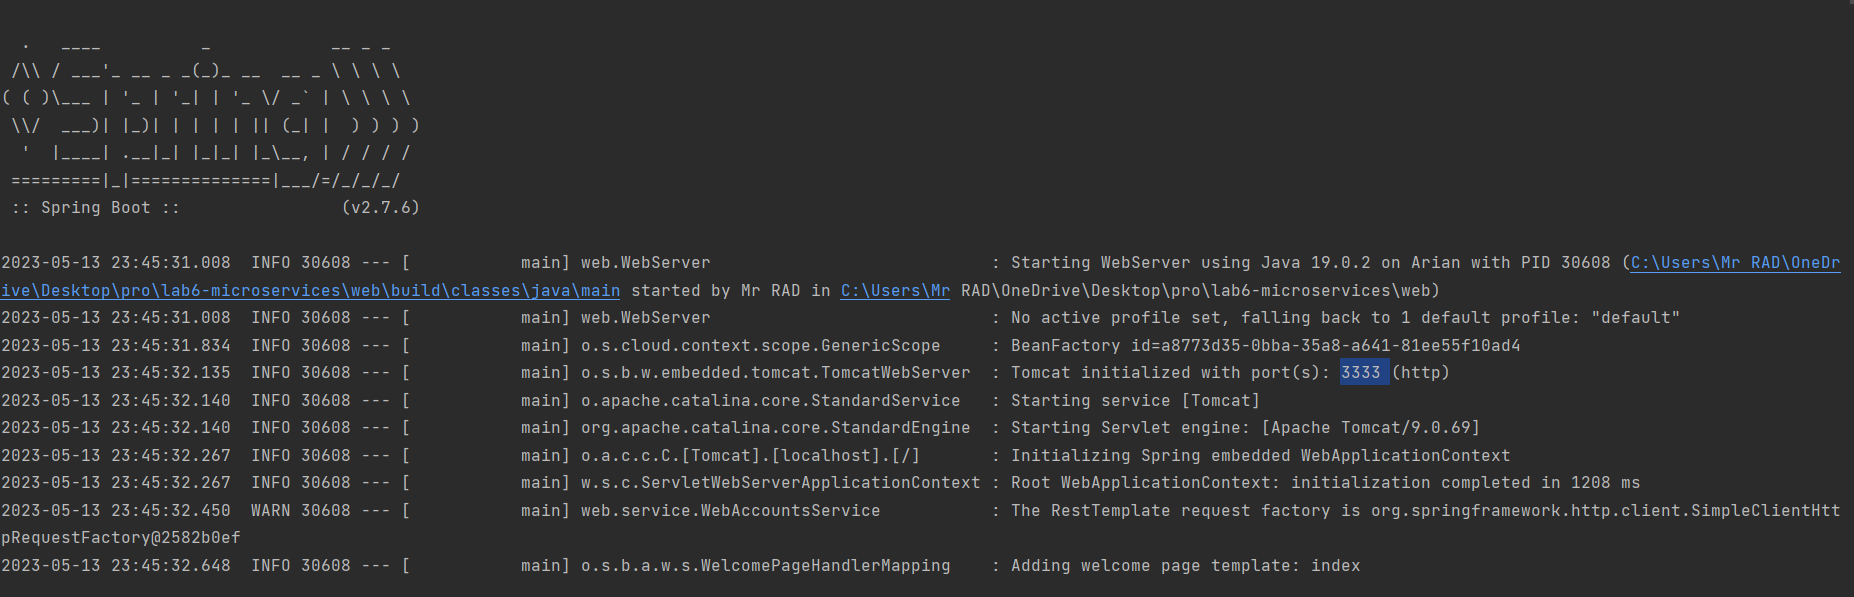 .   ____          _            __ _ _
 /\\ / ___'_ __ _ _(_)_ __  __ _ \ \ \ \
( ( )\___ | '_ | '_| | '_ \/ _` | \ \ \ \
 \\/  ___)| |_)| | | | | || (_| |  ) ) ) )
  '  |____| .__|_| |_|_| |_\__, | / / / /
 =========|_|==============|___/=/_/_/_/
 :: Spring Boot ::                (v2.7.6)
2023-05-13 23:45:31.008  INFO 30608 --- [           main] web.WebServer                            : Starting WebServer using Java 19.0.2 on Arian with PID 30608 (C:\Users\Mr RAD\OneDr
ive\Desktop\pro\lab6-microservices\web\build\classes\java\main started by Mr RAD in C:\Users\Mr RAD\OneDrive\Desktop\pro\lab6-microservices\web)
2023-05-13 23:45:31.008  INFO 30608 --- [           main] web.WebServer                            : No active profile set, falling back to 1 default profile: "default"
2023-05-13 23:45:31.834  INFO 30608 --- [           main] o.s.cloud.context.scope.GenericScope     : BeanFactory id=a8773d35-0bba-35a8-a641-81ee55f10ad4
2023-05-13 23:45:32.135  INFO 30608 --- [           main] o.s.b.w.embedded.tomcat.TomcatWebServer  : Tomcat initialized with port(s): 3333 (http)
2023-05-13 23:45:32.140  INFO 30608 --- [           main] o.apache.catalina.core.StandardService   : Starting service [Tomcat]
2023-05-13 23:45:32.140  INFO 30608 --- [           main] org.apache.catalina.core.StandardEngine  : Starting Servlet engine: [Apache Tomcat/9.0.69]
2023-05-13 23:45:32.267  INFO 30608 --- [           main] o.a.c.c.C.[Tomcat].[localhost].[/]       : Initializing Spring embedded WebApplicationContext
2023-05-13 23:45:32.267  INFO 30608 --- [           main] w.s.c.ServletWebServerApplicationContext : Root WebApplicationContext: initialization completed in 1208 ms
2023-05-13 23:45:32.450  WARN 30608 --- [           main] web.service.WebAccountsService           : The RestTemplate request factory is org.springframework.http.client.SimpleClientHtt
pRequestFactory@2582b0ef
2023-05-13 23:45:32.648  INFO 30608 --- [           main] o.s.b.a.w.s.WelcomePageHandlerMapping    : Adding welcome page template: index